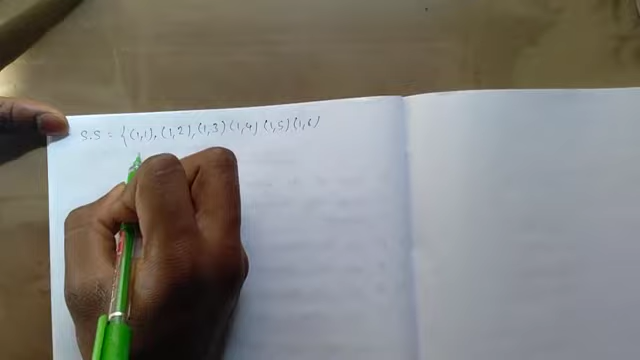 S.S = {(1,1), (1,2), (1,3) (1,4) (1,5) (1,6)